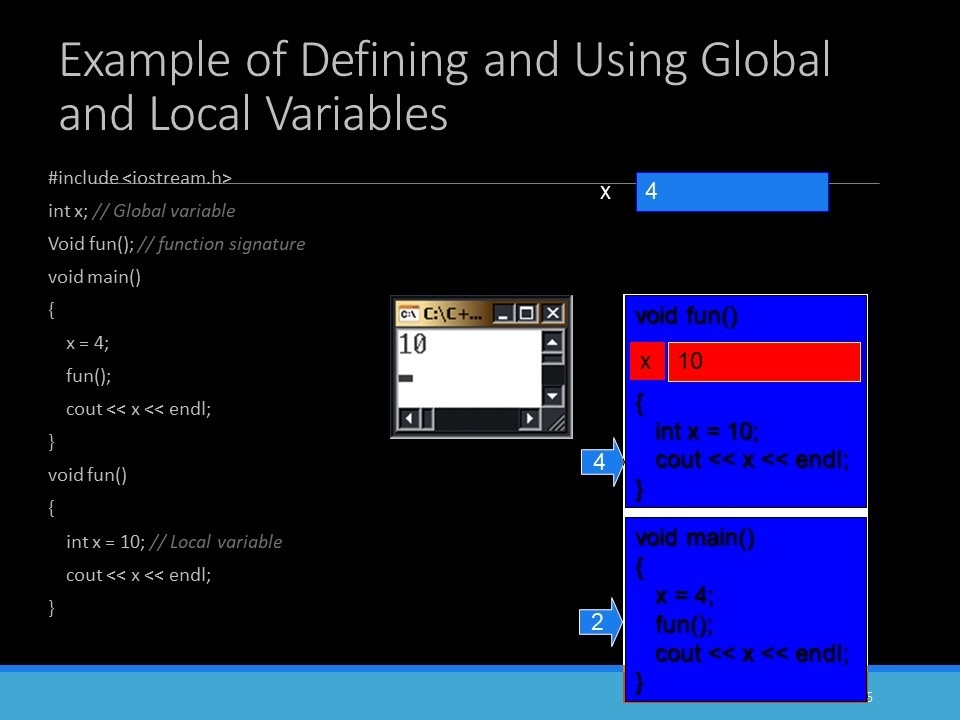 Example of Defining and Using Global
and Local Variables
#include <iostream.h>
int x; // Global variable
Void fun(); // function signature
void main()
{
x = 4;
fun();
cout << x << endl;
}
void fun()
{
int x = 10; // Local variable
cout << x << endl;
}
x 4
C:\C+...
10
void fun()
x 10
{
int x = 10;
cout << x << endl;
}
4
void main()
{
x = 4;
fun();
cout << x << endl;
}
2
5